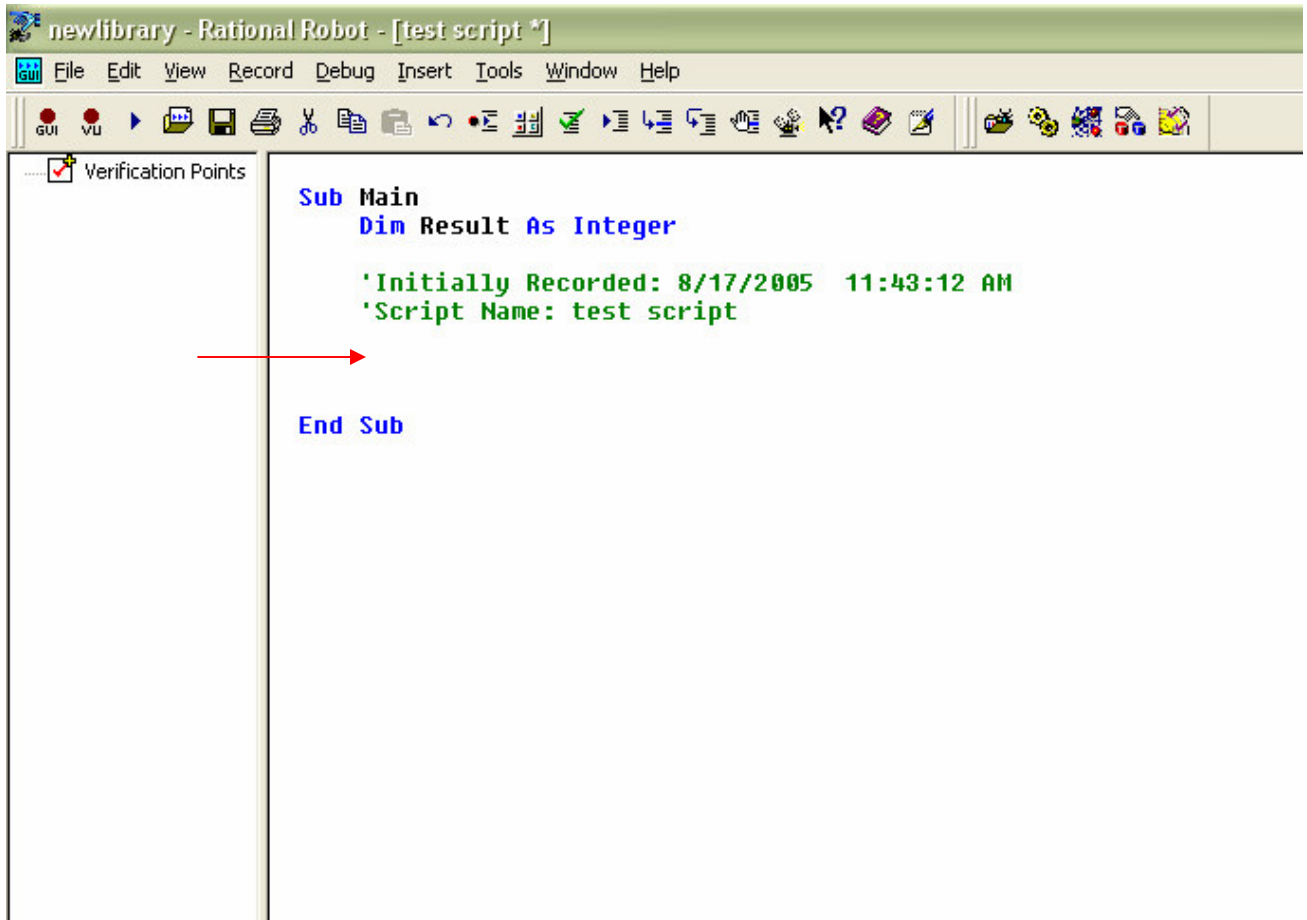 newlibrary - Rational Robot - [test script *]
GUI File Edit View Record Debug Insert Tools Window Help
GUI VU
Verification Points
Sub Main
Dim Result As Integer
'Initially Recorded: 8/17/2005  11:43:12 AM
'Script Name: test script
End Sub